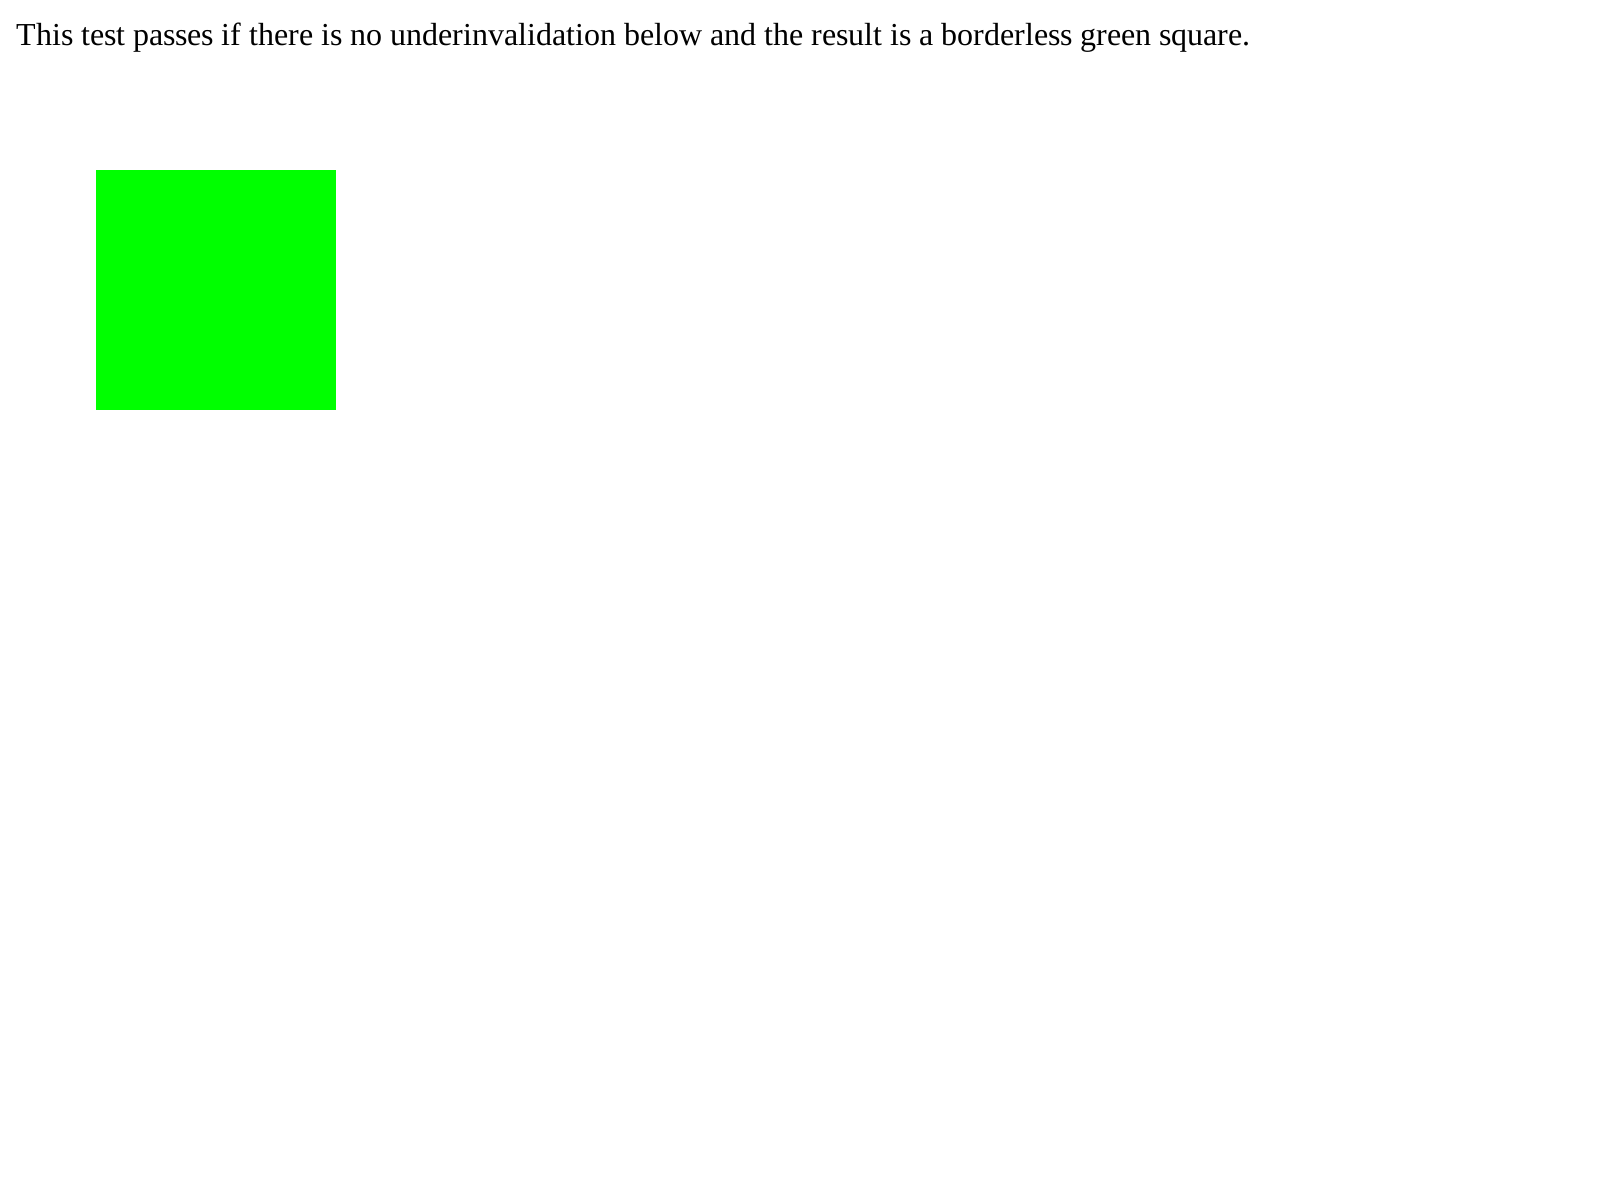 This test passes if there is no underinvalidation below and the result is a borderless green square.